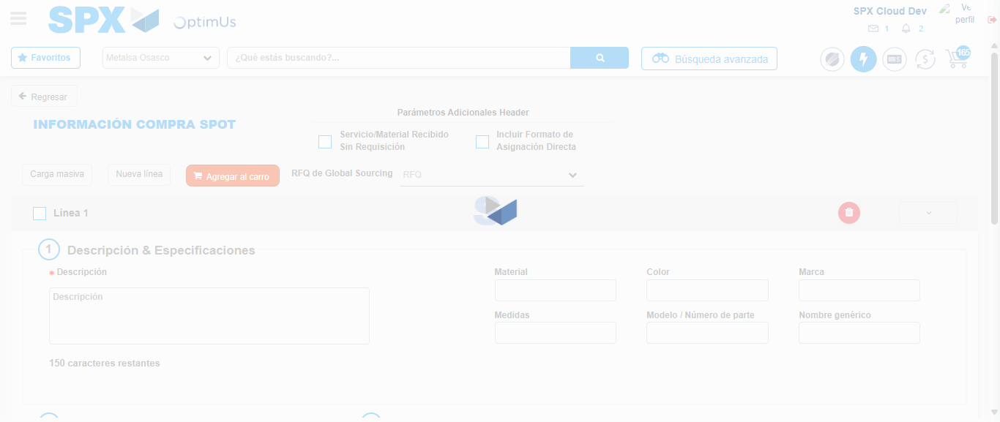 SPX
OptimUs
SPX Cloud Dev
Ve
perfil
1
2
Favoritos
Metalsa Osasco
¿Qué estás buscando?...
Búsqueda avanzada
165
Regresar
INFORMACIÓN COMPRA SPOT
Parámetros Adicionales Header
Servicio/Material Recibido
Sin Requisición
Incluir Formato de
Asignación Directa
Carga masiva
Nueva línea
Agregar al carro
RFQ de Global Sourcing
RFQ
Linea 1
1
Descripción & Especificaciones
* Descripción
Descripción
150 caracteres restantes
Material
Color
Marca
Medidas
Modelo / Número de parte
Nombre genérico